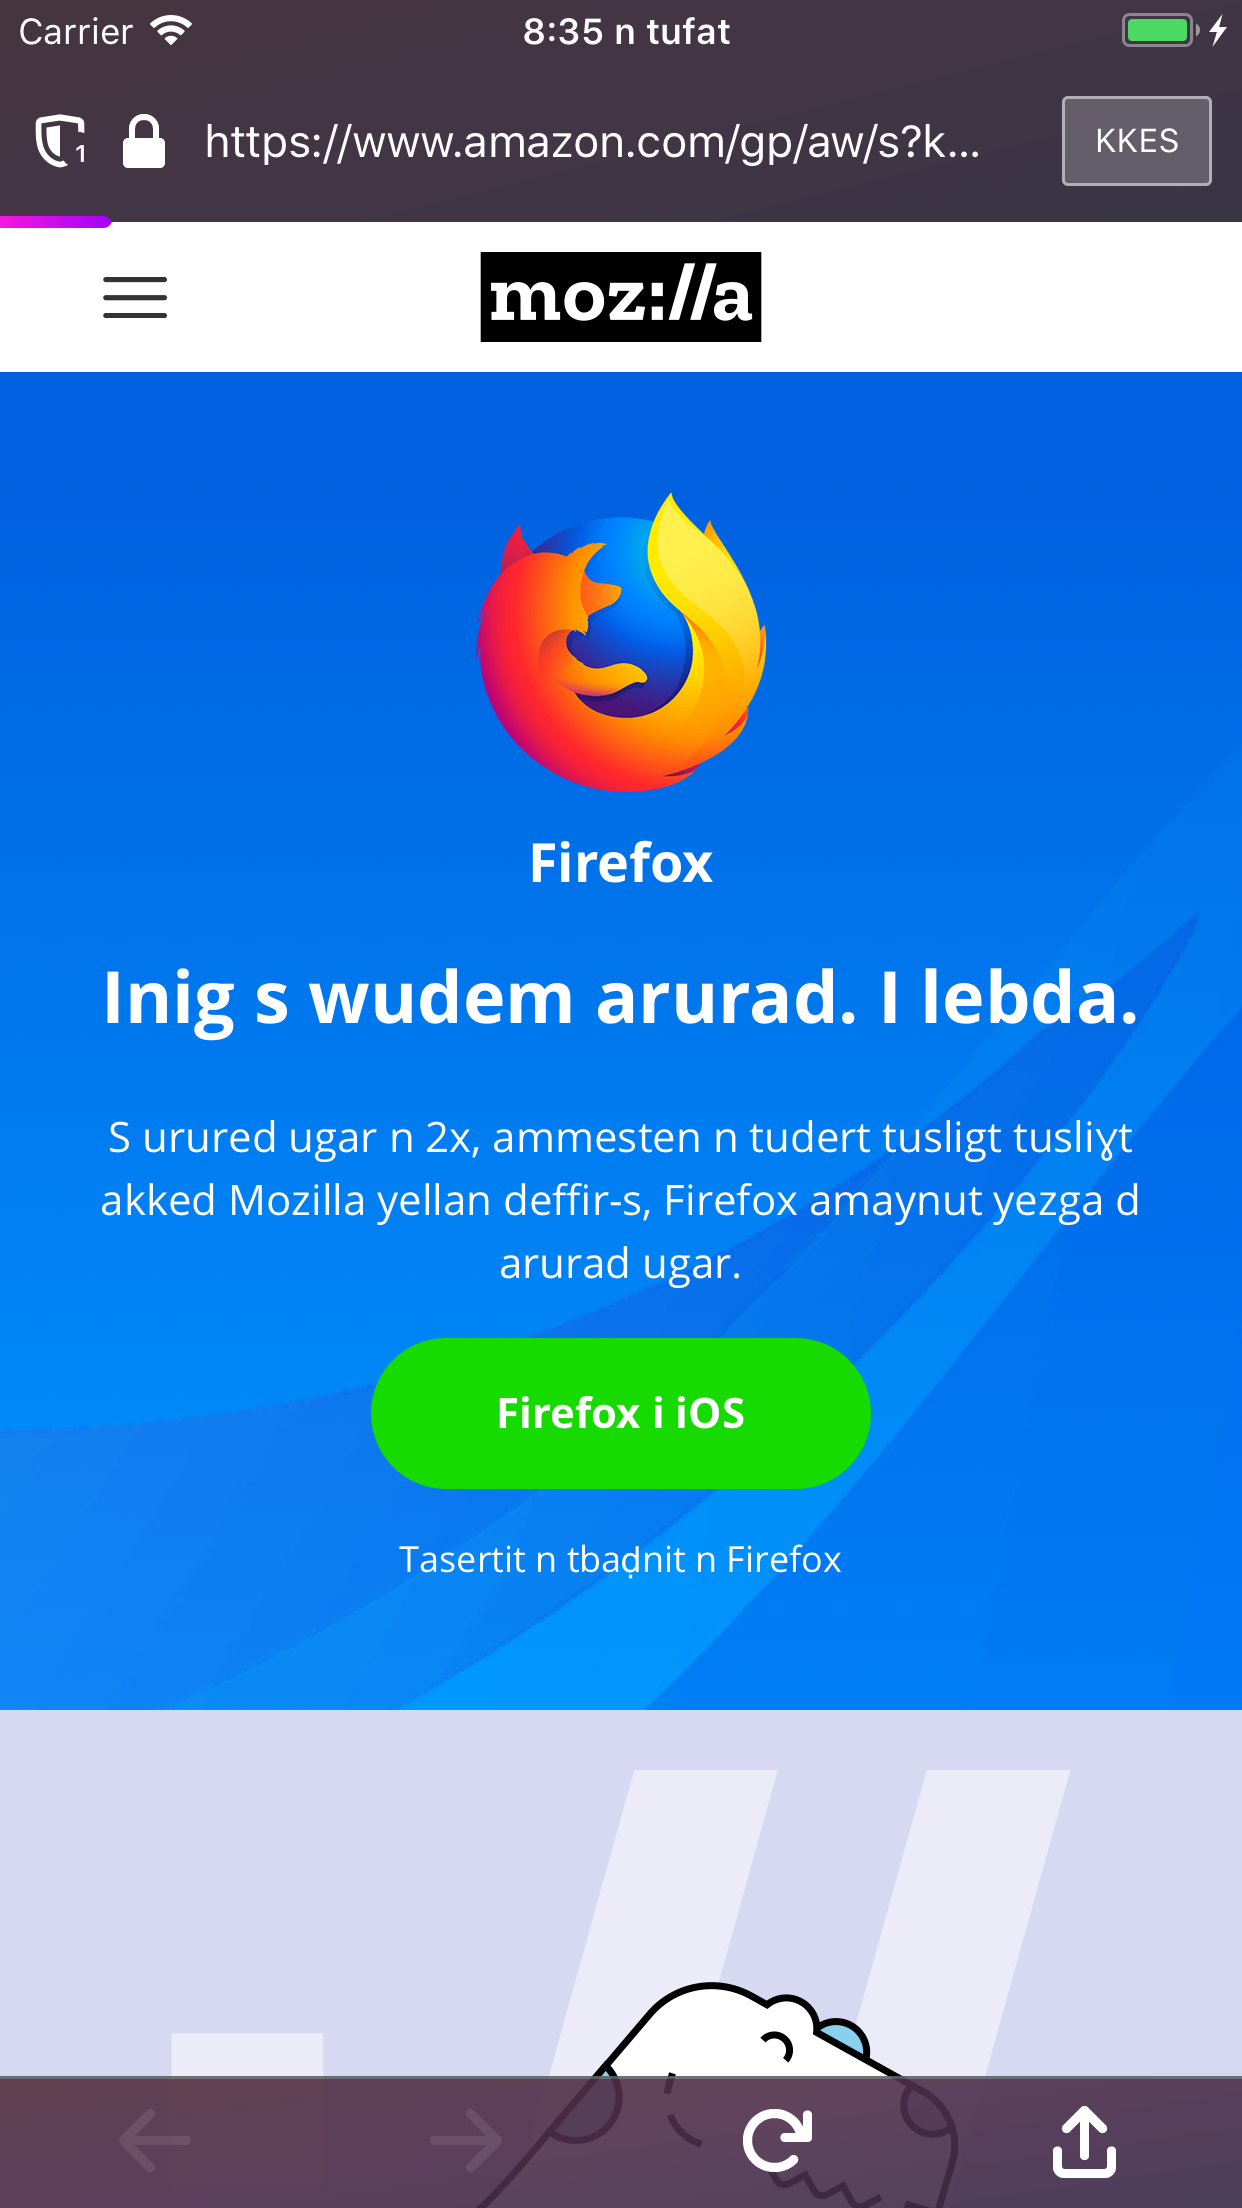 Carrier 8:35 n tufat
1 https://www.amazon.com/gp/aw/s?k... KKES
moz://a
Firefox
Inig s wudem arurad. I lebda.
S urured ugar n 2x, ammesten n tudert tusligt tusliɣt
akked Mozilla yellan deffir-s, Firefox amaynut yezga d
arurad ugar.
Firefox i iOS
Tasertit n tbaḍnit n Firefox